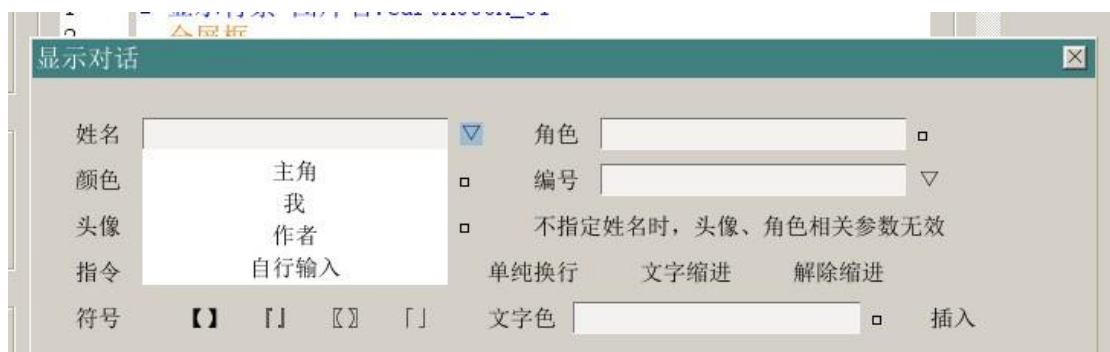 显示对话
姓名 角色
主角
颜色 编号
我
头像 不指定姓名时，头像、角色相关参数无效
作者
指令 自行输入 单纯换行 文字缩进 解除缩进
符号 【】 『』 〖〗 「」 文字色 插入